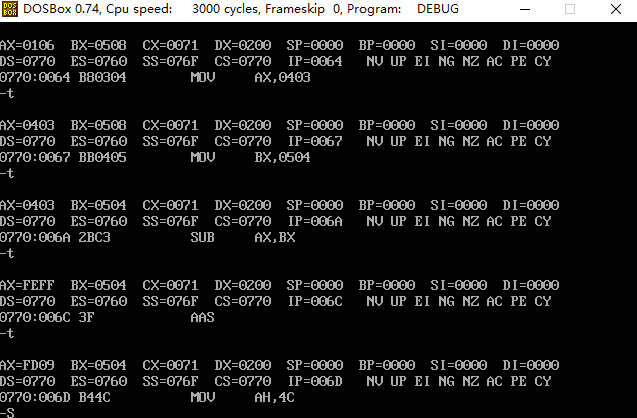 DOSBox 0.74, Cpu speed: 3000 cycles, Frameskip 0, Program: DEBUG
AX=0106 BX=0508 CX=0071 DX=0200 SP=0000 BP=0000 SI=0000 DI=0000
DS=0770 ES=0760 SS=076F CS=0770 IP=0064 NV UP EI NG NZ AC PE CY
0770:0064 B80304 MOV AX,0403
-t
AX=0403 BX=0508 CX=0071 DX=0200 SP=0000 BP=0000 SI=0000 DI=0000
DS=0770 ES=0760 SS=076F CS=0770 IP=0067 NV UP EI NG NZ AC PE CY
0770:0067 BB0405 MOV BX,0504
-t
AX=0403 BX=0504 CX=0071 DX=0200 SP=0000 BP=0000 SI=0000 DI=0000
DS=0770 ES=0760 SS=076F CS=0770 IP=006A NV UP EI NG NZ AC PE CY
0770:006A 2BC3 SUB AX,BX
-t
AX=FEFF BX=0504 CX=0071 DX=0200 SP=0000 BP=0000 SI=0000 DI=0000
DS=0770 ES=0760 SS=076F CS=0770 IP=006C NV UP EI NG NZ AC PE CY
0770:006C 3F AAS
-t
AX=FD09 BX=0504 CX=0071 DX=0200 SP=0000 BP=0000 SI=0000 DI=0000
DS=0770 ES=0760 SS=076F CS=0770 IP=006D NV UP EI NG NZ AC PE CY
0770:006D B44C MOV AH,4C
-S